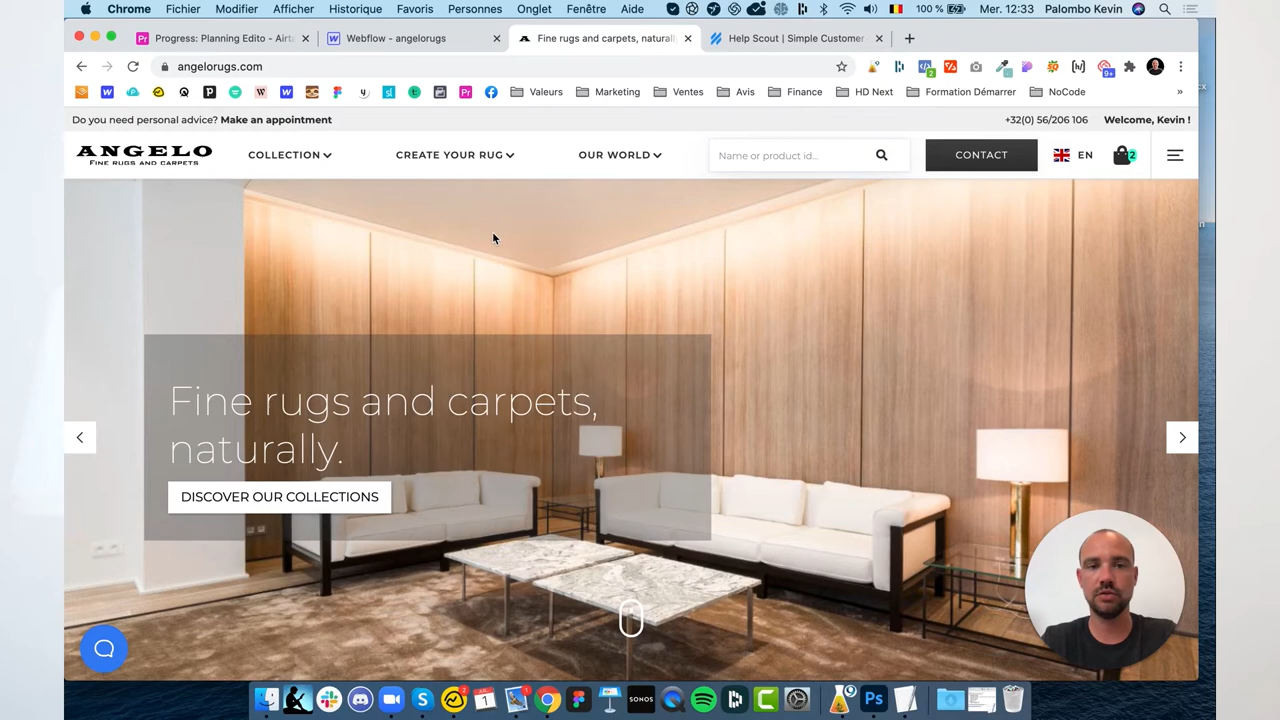 Chrome Fichier Modifier Afficher Historique Favoris Personnes Onglet Fenêtre Aide 100 % Mer. 12:33 Palombo Kevin
Progress: Planning Edito - Airt
Webflow - angelorugs
Fine rugs and carpets, naturall
Help Scout | Simple Customer
angelorugs.com
Valeurs Marketing Ventes Avis Finance HD Next Formation Démarrer NoCode »
Do you need personal advice? Make an appointment +32(0) 56/206 106 Welcome, Kevin !
ANGELO
FINE RUGS AND CARPETS
COLLECTION CREATE YOUR RUG OUR WORLD Name or product id... CONTACT EN 2
Fine rugs and carpets,
naturally.
DISCOVER OUR COLLECTIONS
SONOS
Ps